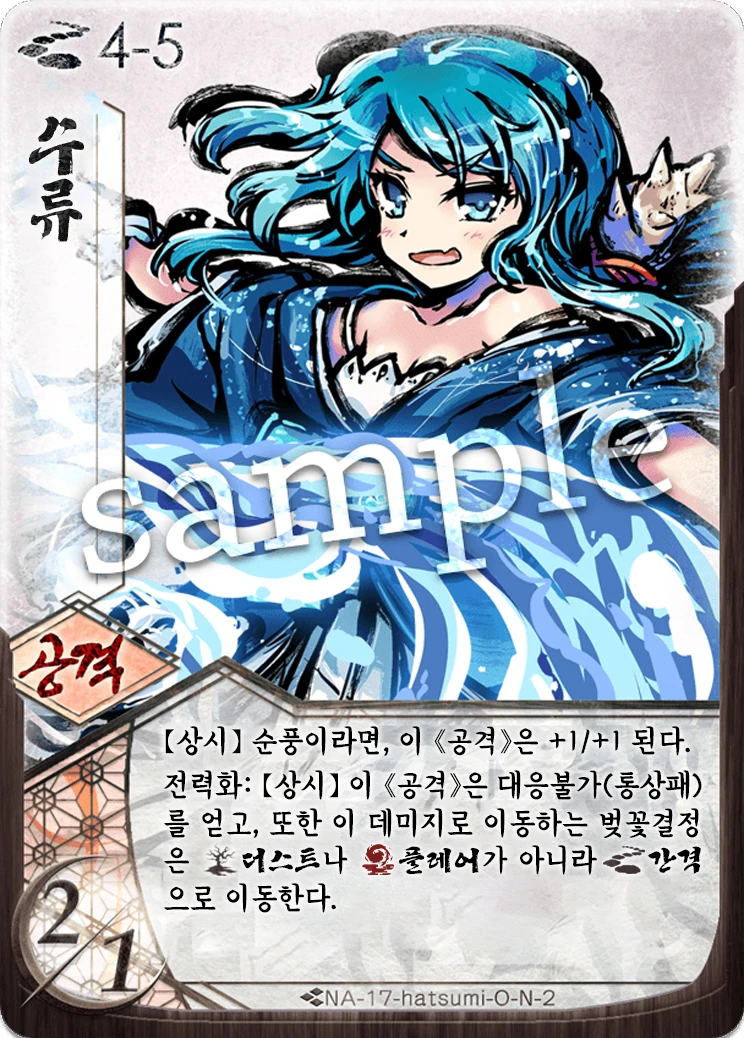 4-5
수류
sample
공격
【상시】 순풍이라면, 이 《공격》은 +1/+1 된다.
전력화: 【상시】 이 《공격》은 대응불가(통상패)
를 얻고, 또한 이 데미지로 이동하는 벚꽃결정
은 더스트나 플레어가 아니라 간격
으로 이동한다.
2/1
NA-17-hatsumi-O-N-2